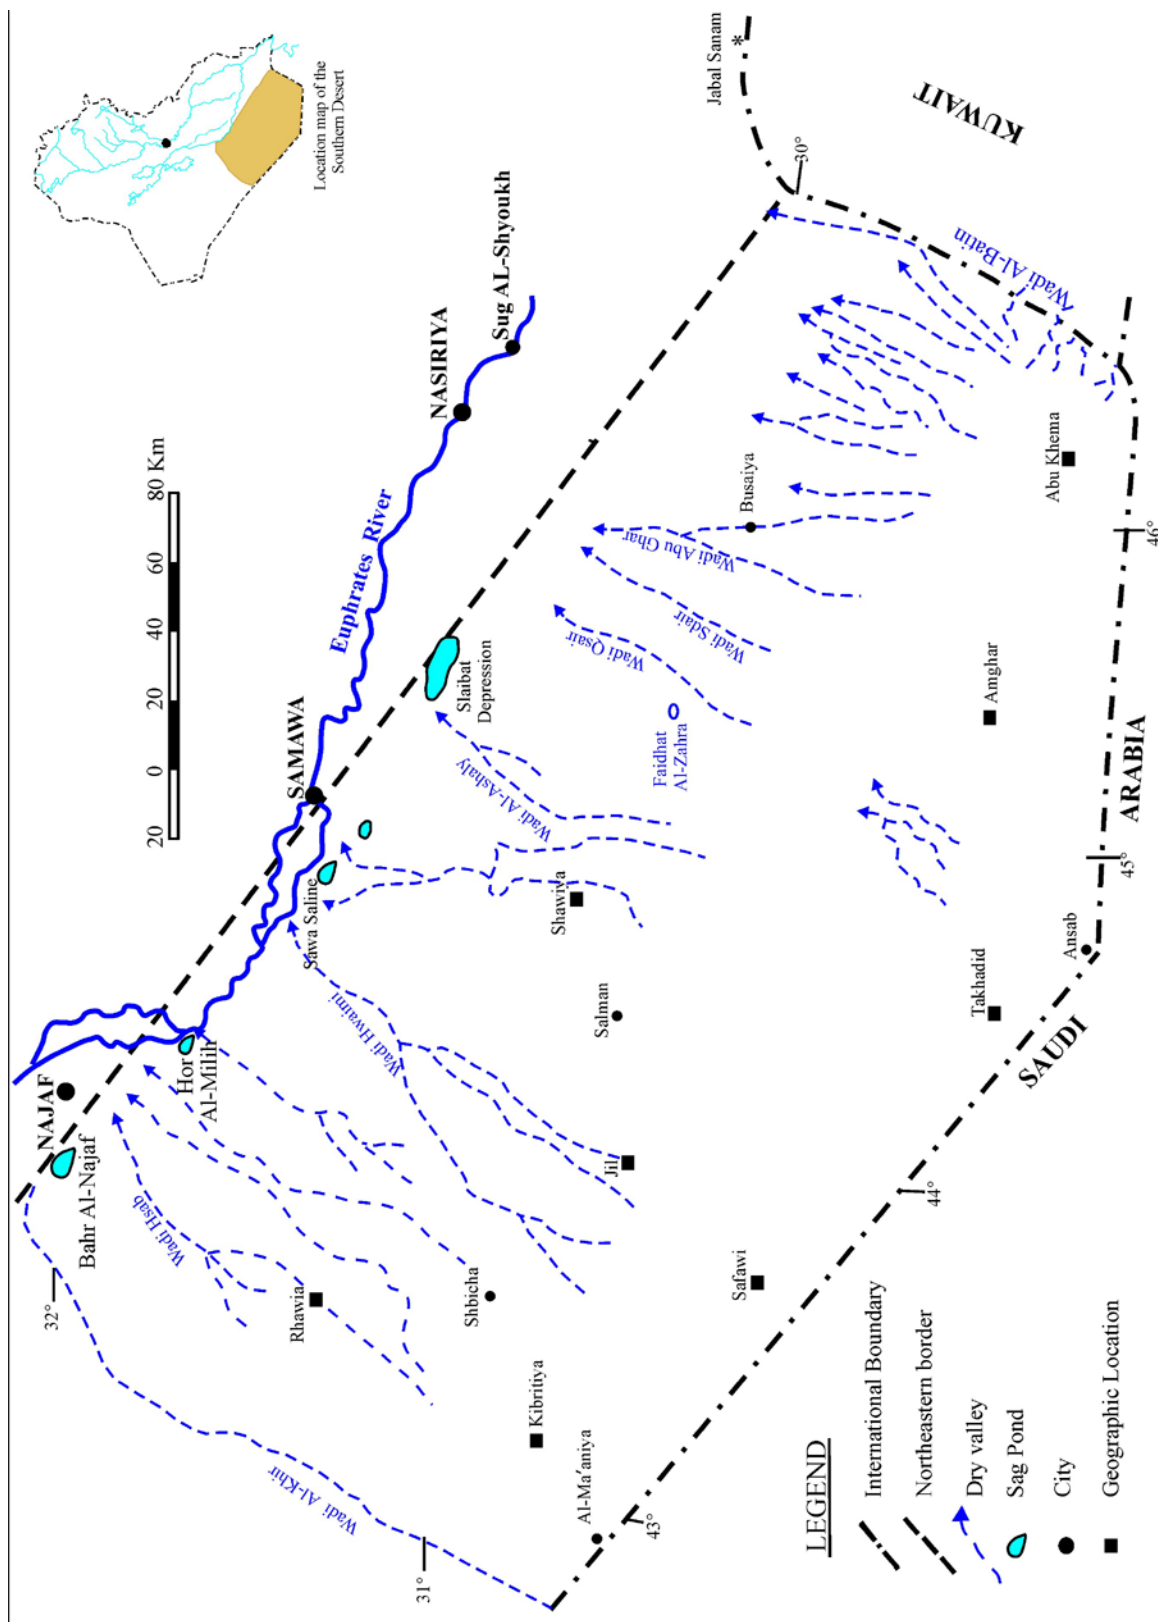 Location map of the
Southern Desert
Jabal Sanam
*
KUWAIT
30°
Wadi Al-Batin
Sug AL-Shyoukh
NASIRIYA
Euphrates River
SAMAWA
20
0
20
40
60
80 Km
Slaibat
Depression
Sawa Saline
NAJAF
Hor
Al-Milih
Bahr Al-Najaf
32°
31°
Wadi Al-Khir
Wadi Hsab
Rhawia
Shbicha
Kibritiya
Al-Ma'aniya
43°
Wadi Hwaimi
Jil
Salman
Shawiya
Wadi Al-Ashaly
Faidhat
Al-Zahra
Wadi Qsair
Wadi Sdair
Wadi Abu Ghar
Busaiya
Abu Khema
Amghar
Takhadid
Safawi
Ansab
44°
45°
46°
SAUDI
ARABIA
LEGEND
International Boundary
Northeastern border
Dry valley
Sag Pond
City
Geographic Location